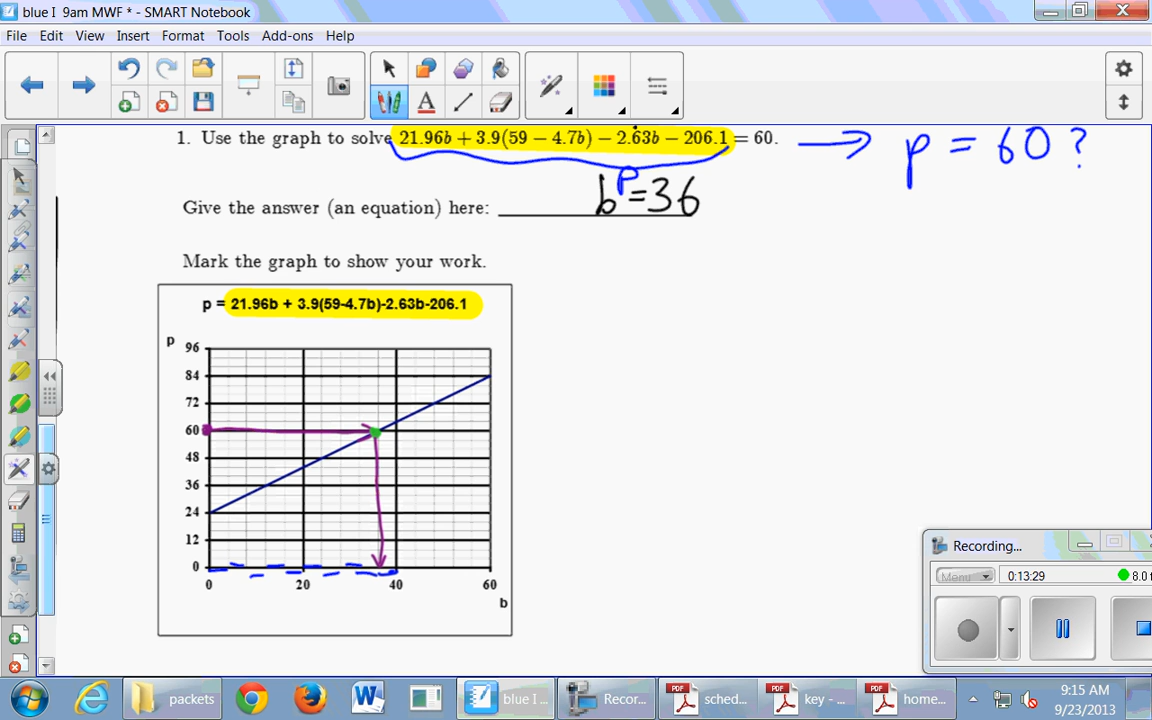 blue I 9am MWF * - SMART Notebook
File Edit View Insert Format Tools Add-ons Help
1. Use the graph to solve 21.96b + 3.9(59 − 4.7b) − 2.63b − 206.1 = 60. → p = 60?
p
Give the answer (an equation) here: b = 36
Mark the graph to show your work.
p = 21.96b + 3.9(59-4.7b)-2.63b-206.1
p
96
84
72
60
48
36
24
12
0
0 20 40 60
b
Recording...
Menu 0:13:29 8.0 f
packets blue I ... Recor... sched... key - ... home...
9:15 AM
9/23/2013